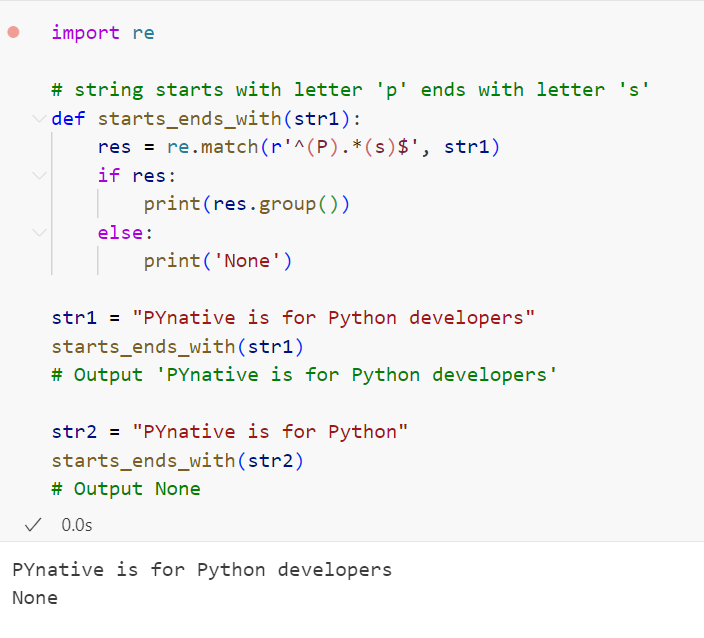 import re
# string starts with letter 'p' ends with letter 's'
def starts_ends_with(str1):
    res = re.match(r'^(P).*(s)$', str1)
    if res:
        print(res.group())
    else:
        print('None')
str1 = "PYnative is for Python developers"
starts_ends_with(str1)
# Output 'PYnative is for Python developers'
str2 = "PYnative is for Python"
starts_ends_with(str2)
# Output None
0.0s
PYnative is for Python developers
None